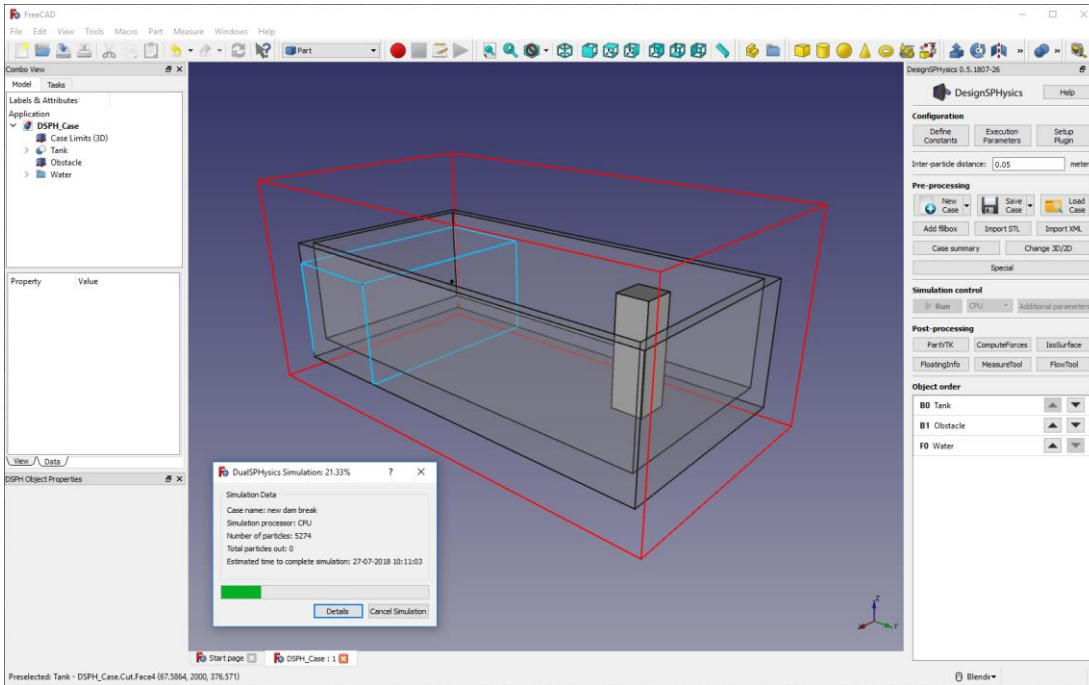 FreeCAD
File Edit View Tools Macro Part Measure Windows Help
Part
Combo View
Model Tasks
Labels & Attributes
Application
DSPH_Case
Case Limits (3D)
Tank
Obstacle
Water
Property Value
View Data
DSPH Object Properties
DualSPHysics Simulation: 21.33% ?
Simulation Data
Case name: new dam break
Simulation processor: CPU
Number of particles: 5274
Total particles out: 0
Estimated time to complete simulation: 27-07-2018 10:11:03
Details Cancel Simulation
Z
X Y
Start page DSPH_Case : 1
Preselected: Tank - DSPH_Case.Cut.Face4 (67.5864, 2000, 376.571)
Blender
DesignSPHysics 0.5.1807-26
DesignSPHysics Help
Configuration
Define Constants Execution Parameters Setup Plugin
Inter-particle distance: 0.05 meter
Pre-processing
New Case Save Case Load Case
Add fillbox Import STL Import XML
Case summary Change 3D/2D
Special
Simulation control
Run CPU Additional parameters
Post-processing
PartVTK ComputeForces IsoSurface
FloatingInfo MeasureTool FlowTool
Object order
B0 Tank
B1 Obstacle
F0 Water